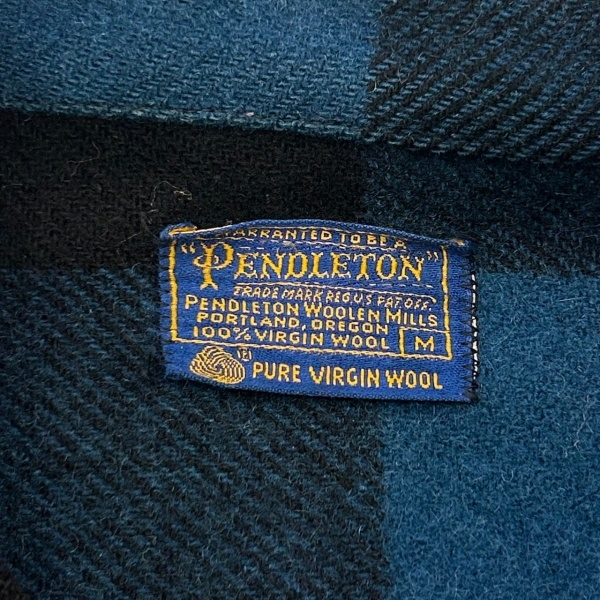 WARRANTED TO BE A
"PENDLETON"
TRADE MARK REG US PAT OFF.
PENDLETON WOOLEN MILLS
PORTLAND, OREGON
100% VIRGIN WOOL M
PURE VIRGIN WOOL